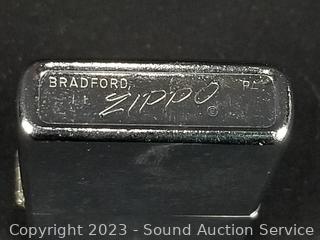 BRADFORD, PA.
ZIPPO ©
Copyright © 2023 - Sound Auction Service